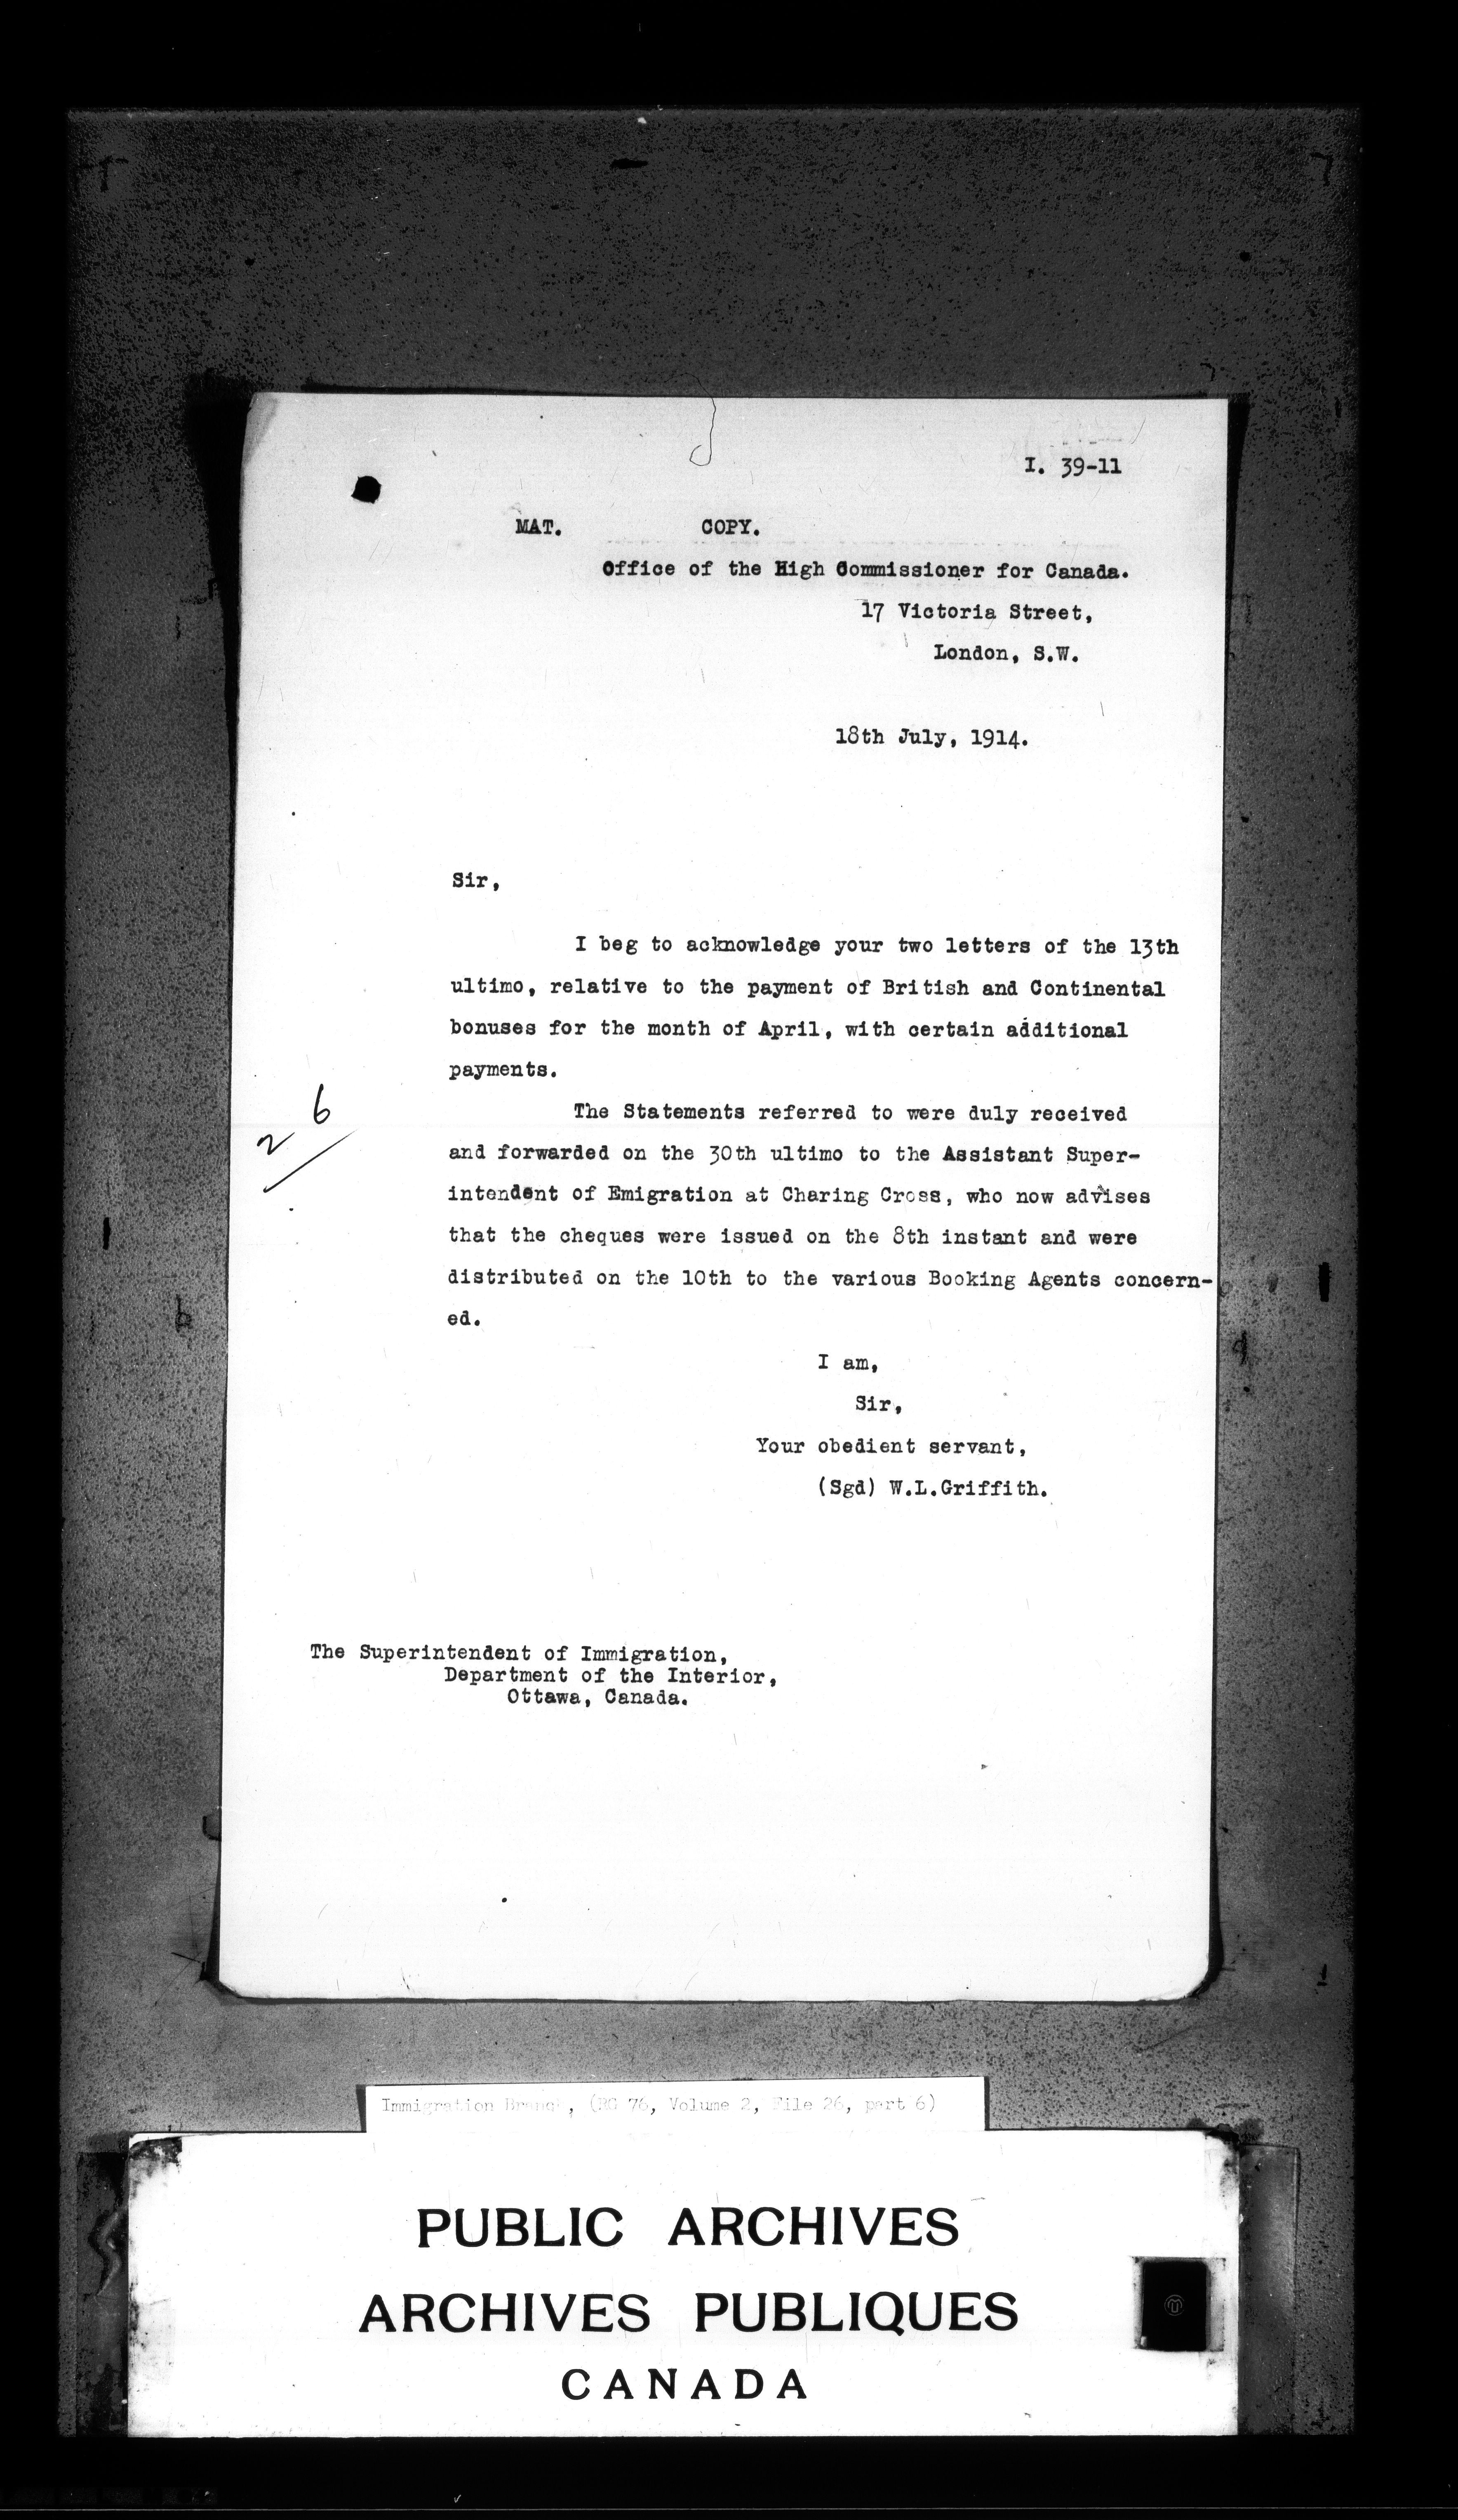 I. 39-11
MAT. COPY.
Office of the High Commissioner for Canada.
17 Victoria Street,
London, S.W.
18th July, 1914.
Sir,
I beg to acknowledge your two letters of the 13th
ultimo, relative to the payment of British and Continental
bonuses for the month of April, with certain additional
payments.
The Statements referred to were duly received
and forwarded on the 30th ultimo to the Assistant Super-
intendent of Emigration at Charing Cross, who now advises
that the cheques were issued on the 8th instant and were
distributed on the 10th to the various Booking Agents concern-
ed.
26
I am,
Sir,
Your obedient servant,
(Sgd) W.L.Griffith.
The Superintendent of Immigration,
Department of the Interior,
Ottawa, Canada.
Immigration Branch, (RG 76, Volume 2, File 26, part 6)
PUBLIC ARCHIVES
ARCHIVES PUBLIQUES
CANADA